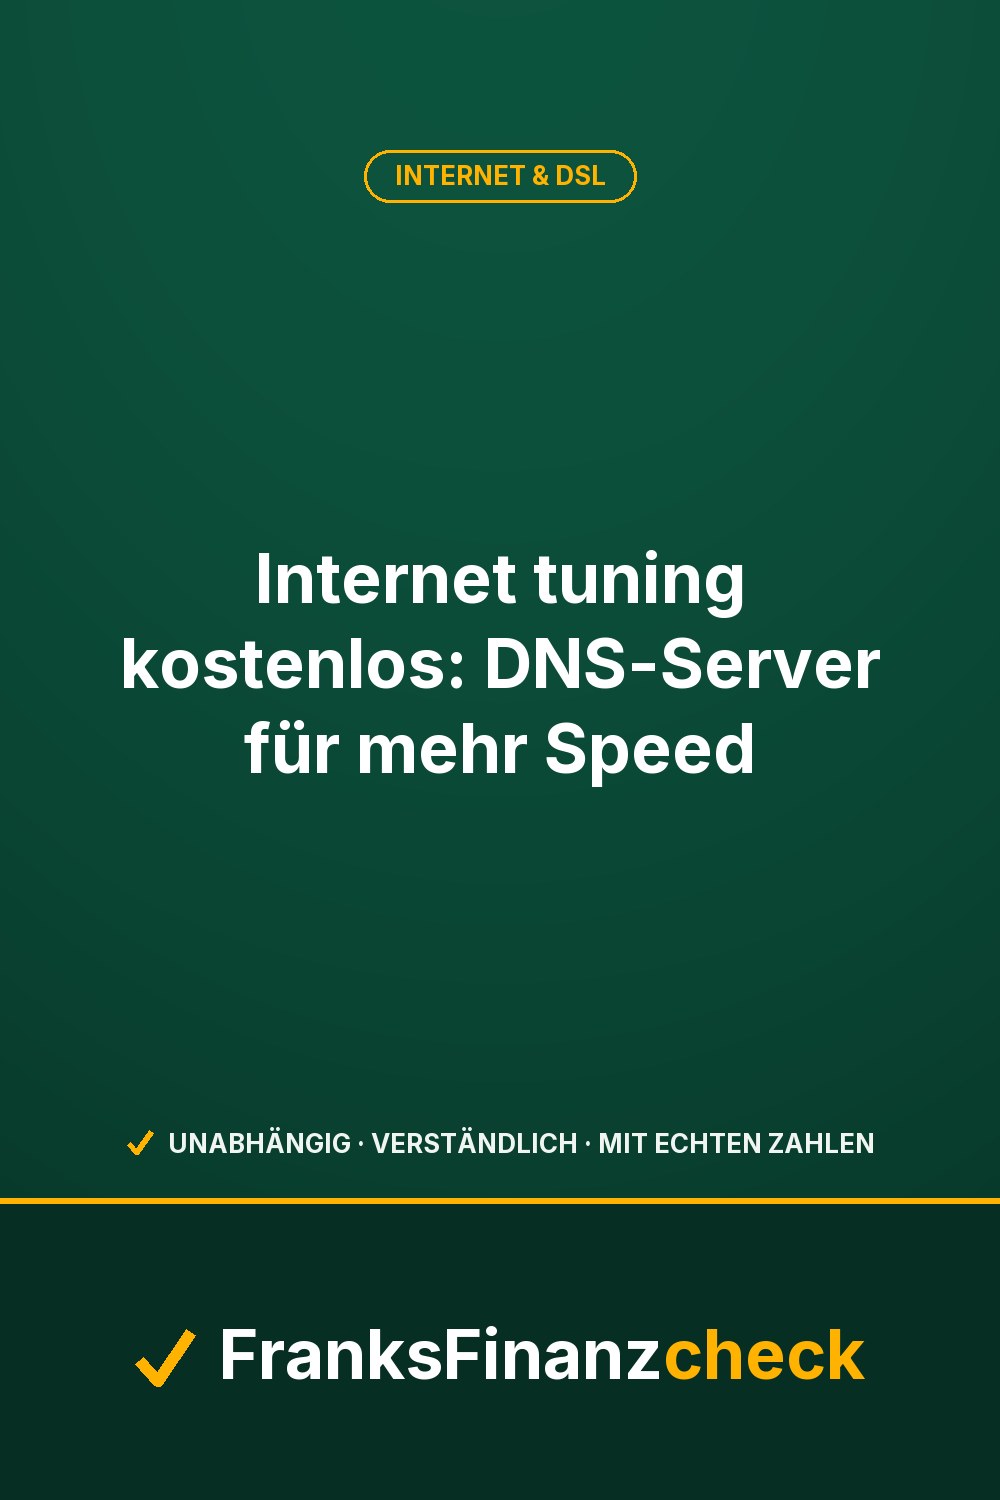 INTERNET & DSL
Internet tuning
kostenlos: DNS-Server
für mehr Speed
UNABHÄNGIG · VERSTÄNDLICH · MIT ECHTEN ZAHLEN
FranksFinanzcheck